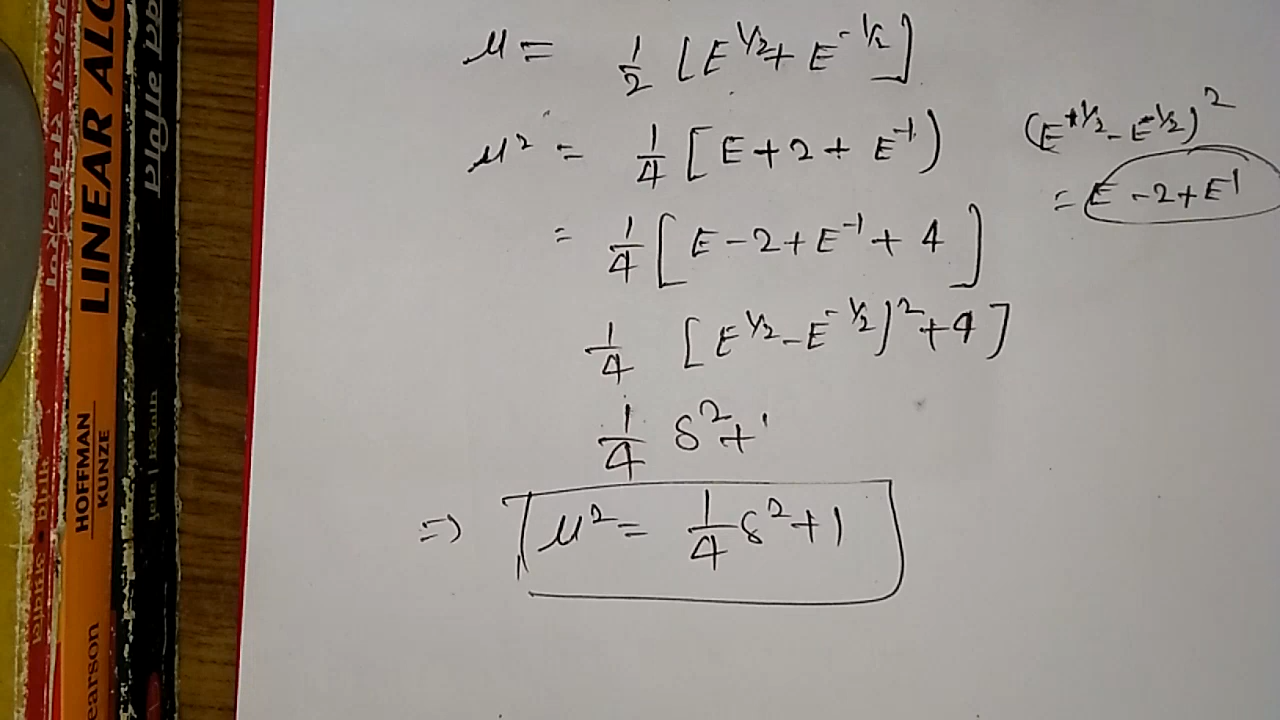 μ = 1/2 [E^1/2 + E^-1/2]
μ² = 1/4 [E + 2 + E^-1)
(E^+1/2 - E^-1/2)²
= E - 2 + E^1
= 1/4 [E - 2 + E^-1 + 4]
1/4 [E^1/2 - E^-1/2)² + 4]
1/4 δ² + 1
⇒ μ² = 1/4 δ² + 1
LINEAR ALG
HOFFMAN
KUNZE
earson